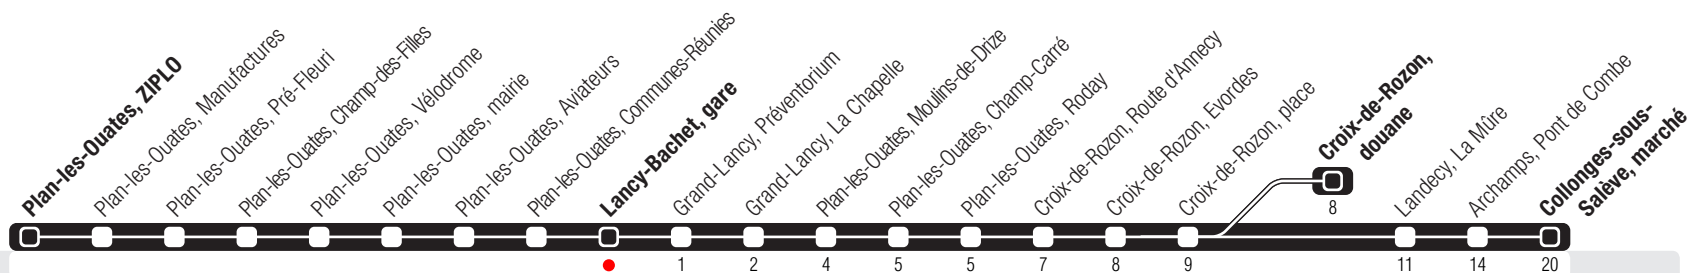 Plan-les-Ouates, ZIPLO
Plan-les-Ouates, Manufactures
Plan-les-Ouates, Pré-Fleuri
Plan-les-Ouates, Champ-des-Filles
Plan-les-Ouates, Vélodrome
Plan-les-Ouates, mairie
Plan-les-Ouates, Aviateurs
Plan-les-Ouates, Communes-Réunies
Lancy-Bachet, gare
Grand-Lancy, Préventorium
Grand-Lancy, La Chapelle
Plan-les-Ouates, Moulins-de-Drize
Plan-les-Ouates, Champ-Carré
Plan-les-Ouates, Roday
Croix-de-Rozon, Route d'Annecy
Croix-de-Rozon, Evordes
Croix-de-Rozon, place
Croix-de-Rozon,
douane
8
Landecy, La Mûre
Archamps, Pont de Combe
Collonges-sous-
Salève, marché
1 2 4 5 5 7 8 9 11 14 20